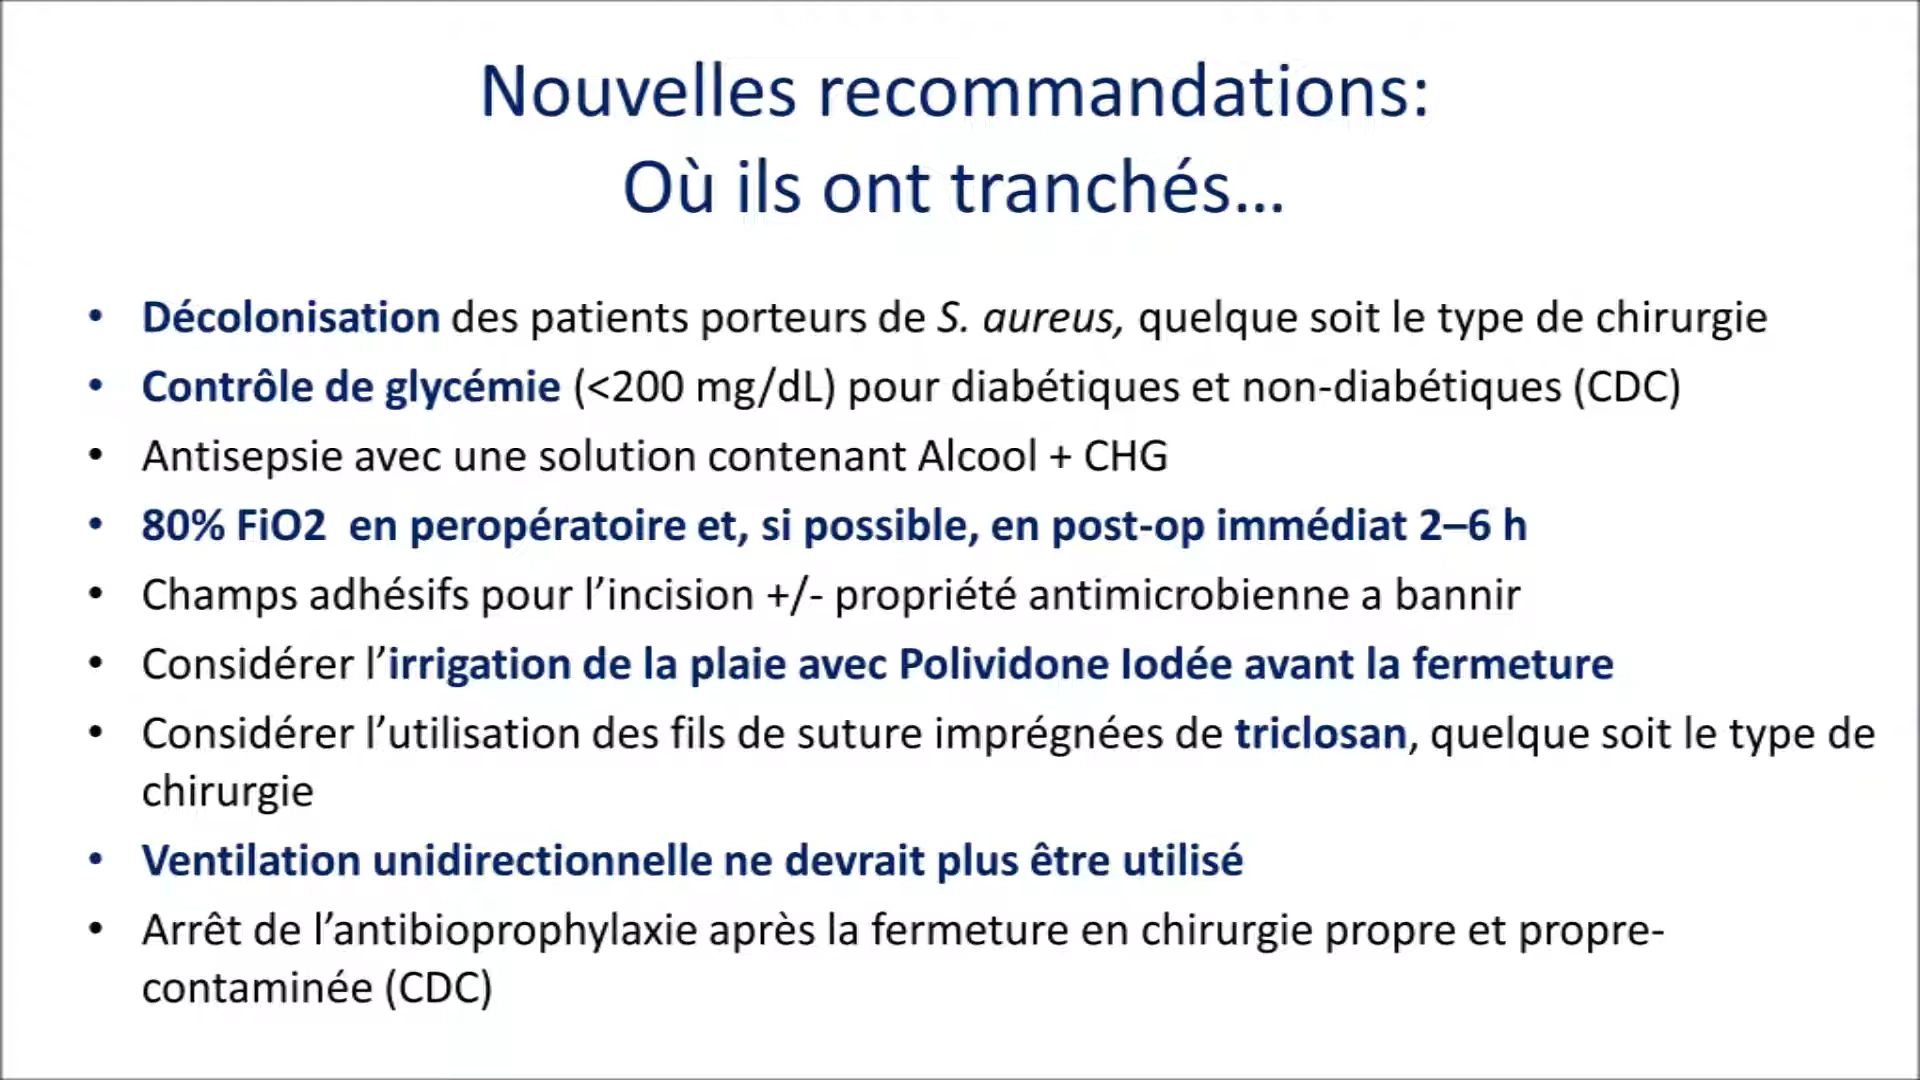 Nouvelles recommandations:
Où ils ont tranchés...
• Décolonisation des patients porteurs de S. aureus, quelque soit le type de chirurgie
• Contrôle de glycémie (<200 mg/dL) pour diabétiques et non-diabétiques (CDC)
• Antisepsie avec une solution contenant Alcool + CHG
• 80% FiO2 en peropératoire et, si possible, en post-op immédiat 2–6 h
• Champs adhésifs pour l’incision +/- propriété antimicrobienne a bannir
• Considérer l’irrigation de la plaie avec Polividone Iodée avant la fermeture
• Considérer l’utilisation des fils de suture imprégnées de triclosan, quelque soit le type de
chirurgie
• Ventilation unidirectionnelle ne devrait plus être utilisé
• Arrêt de l’antibioprophylaxie après la fermeture en chirurgie propre et propre-
contaminée (CDC)